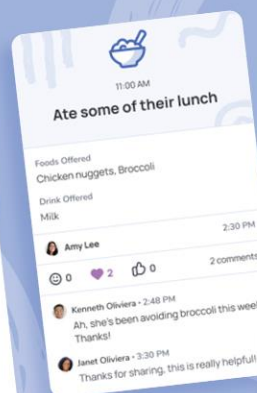 11:00 AM
Ate some of their lunch
Foods Offered
Chicken nuggets, Broccoli
Drink Offered
Milk
Amy Lee 2:30 PM
0 2 0 2 comments
Kenneth Oliviera • 2:48 PM
Ah, she's been avoiding broccoli this week
Thanks!
Janet Oliviera • 3:30 PM
Thanks for sharing, this is really helpful!